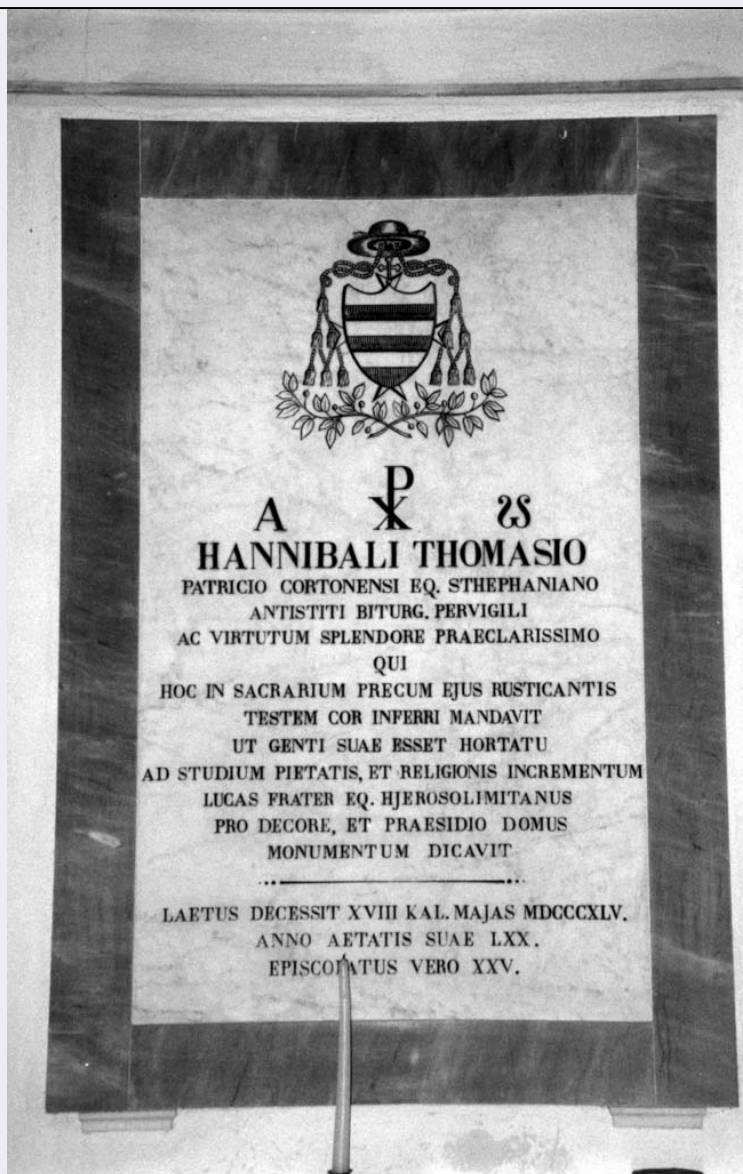 A ☧ ω
HANNIBALI THOMASIO
PATRICIO CORTONENSI EQ. STHEPHANIANO
ANTISTITI BITURG. PERVIGILI
AC VIRTUTUM SPLENDORE PRAECLARISSIMO
QUI
HOC IN SACRARIUM PRECUM EJUS RUSTICANTIS
TESTEM COR INFERRI MANDAVIT
UT GENTI SUAE ESSET HORTATU
AD STUDIUM PIETATIS, ET RELIGIONIS INCREMENTUM
LUCAS FRATER EQ. HJEROSOLIMITANUS
PRO DECORE, ET PRAESIDIO DOMUS
MONUMENTUM DICAVIT
LAETUS DECESSIT XVIII KAL. MAJAS MDCCCXLV.
ANNO AETATIS SUAE LXX.
EPISCOPATUS VERO XXV.